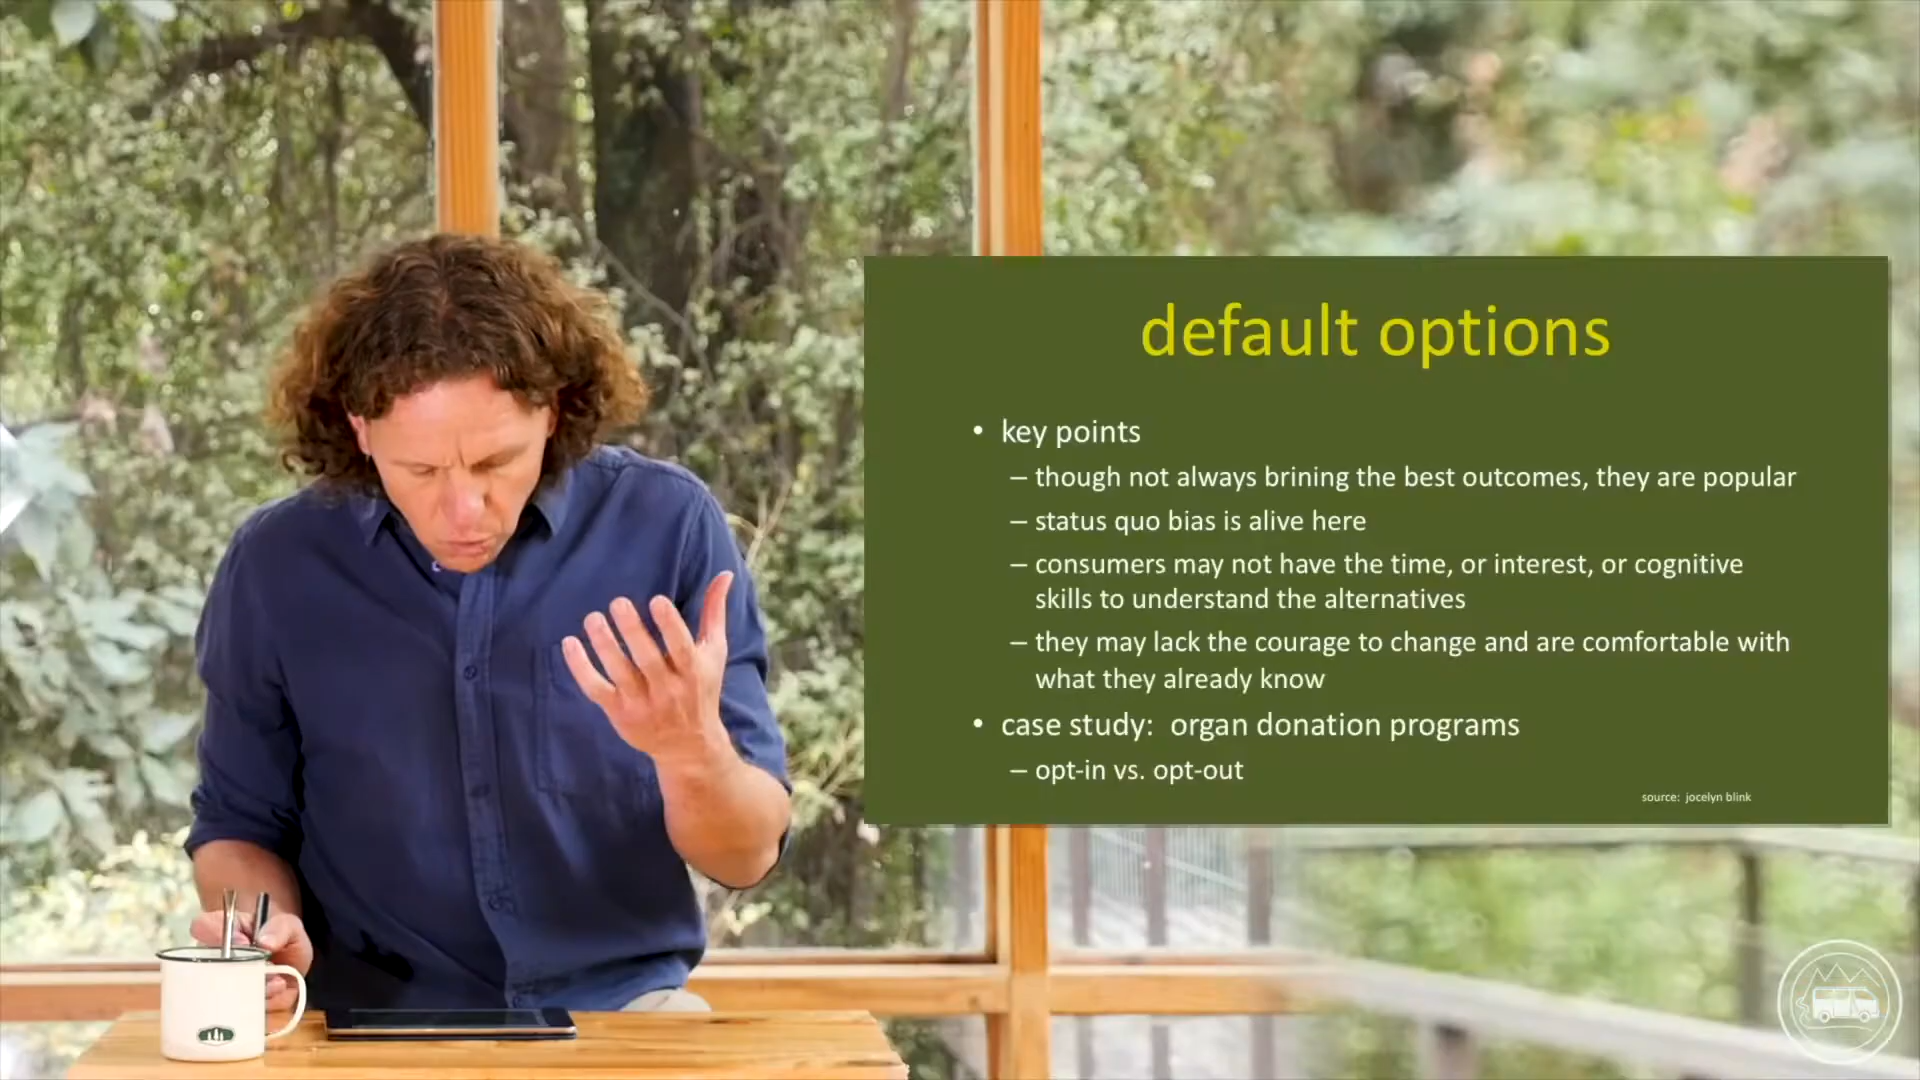 default options
• key points
– though not always brining the best outcomes, they are popular
– status quo bias is alive here
– consumers may not have the time, or interest, or cognitive
skills to understand the alternatives
– they may lack the courage to change and are comfortable with
what they already know
• case study:  organ donation programs
– opt-in vs. opt-out
source:  jocelyn blink